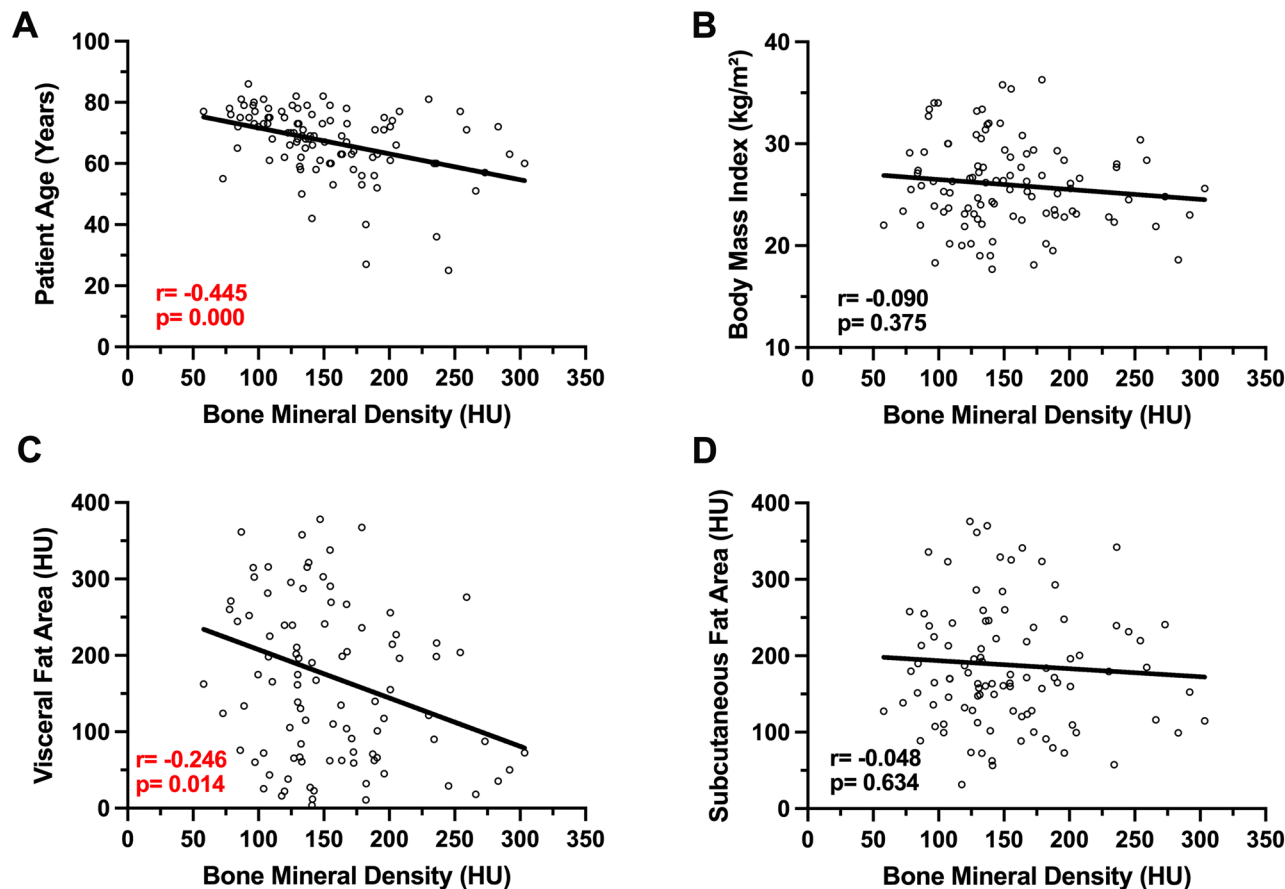 A
100
80
60
40
20
0
Patient Age (Years)
r= -0.445
p= 0.000
0 50 100 150 200 250 300 350
Bone Mineral Density (HU)
B
40
30
20
10
Body Mass Index (kg/m²)
r= -0.090
p= 0.375
0 50 100 150 200 250 300 350
Bone Mineral Density (HU)
C
400
300
200
100
0
Visceral Fat Area (HU)
r= -0.246
p= 0.014
0 50 100 150 200 250 300 350
Bone Mineral Density (HU)
D
400
300
200
100
0
Subcutaneous Fat Area (HU)
r= -0.048
p= 0.634
0 50 100 150 200 250 300 350
Bone Mineral Density (HU)